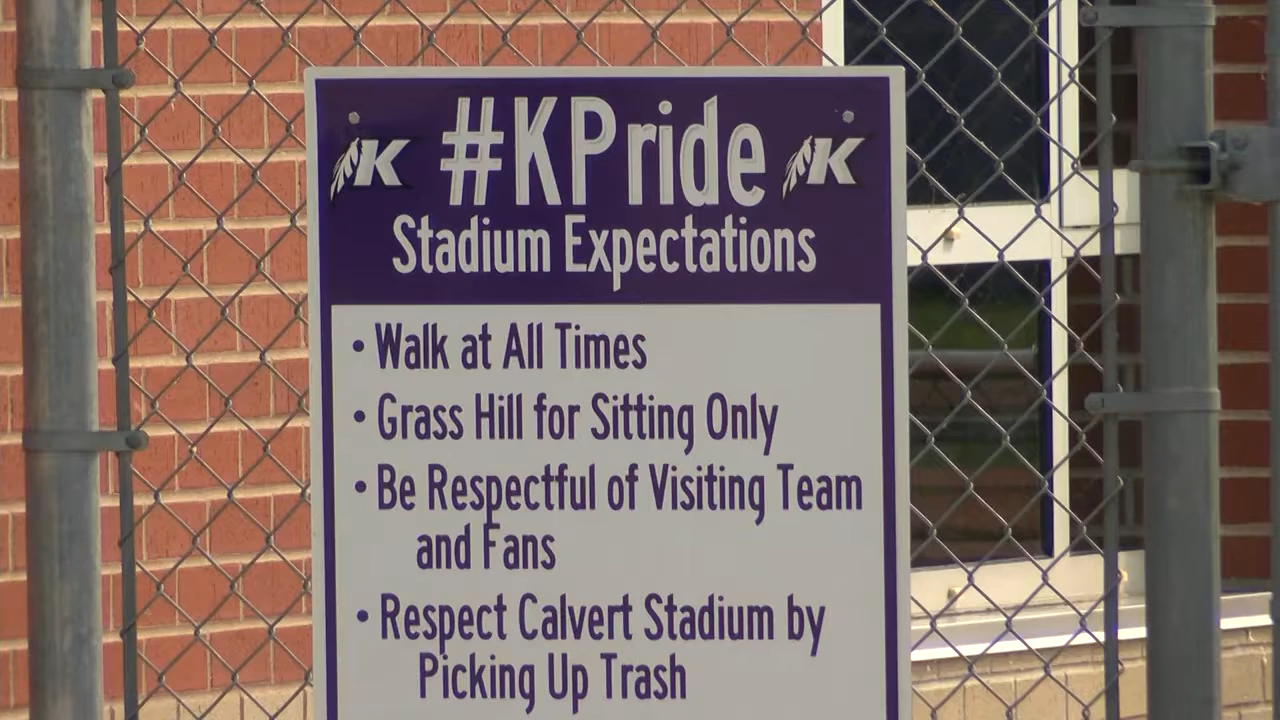 K #KPride K
Stadium Expectations
• Walk at All Times
• Grass Hill for Sitting Only
• Be Respectful of Visiting Team
and Fans
• Respect Calvert Stadium by
Picking Up Trash